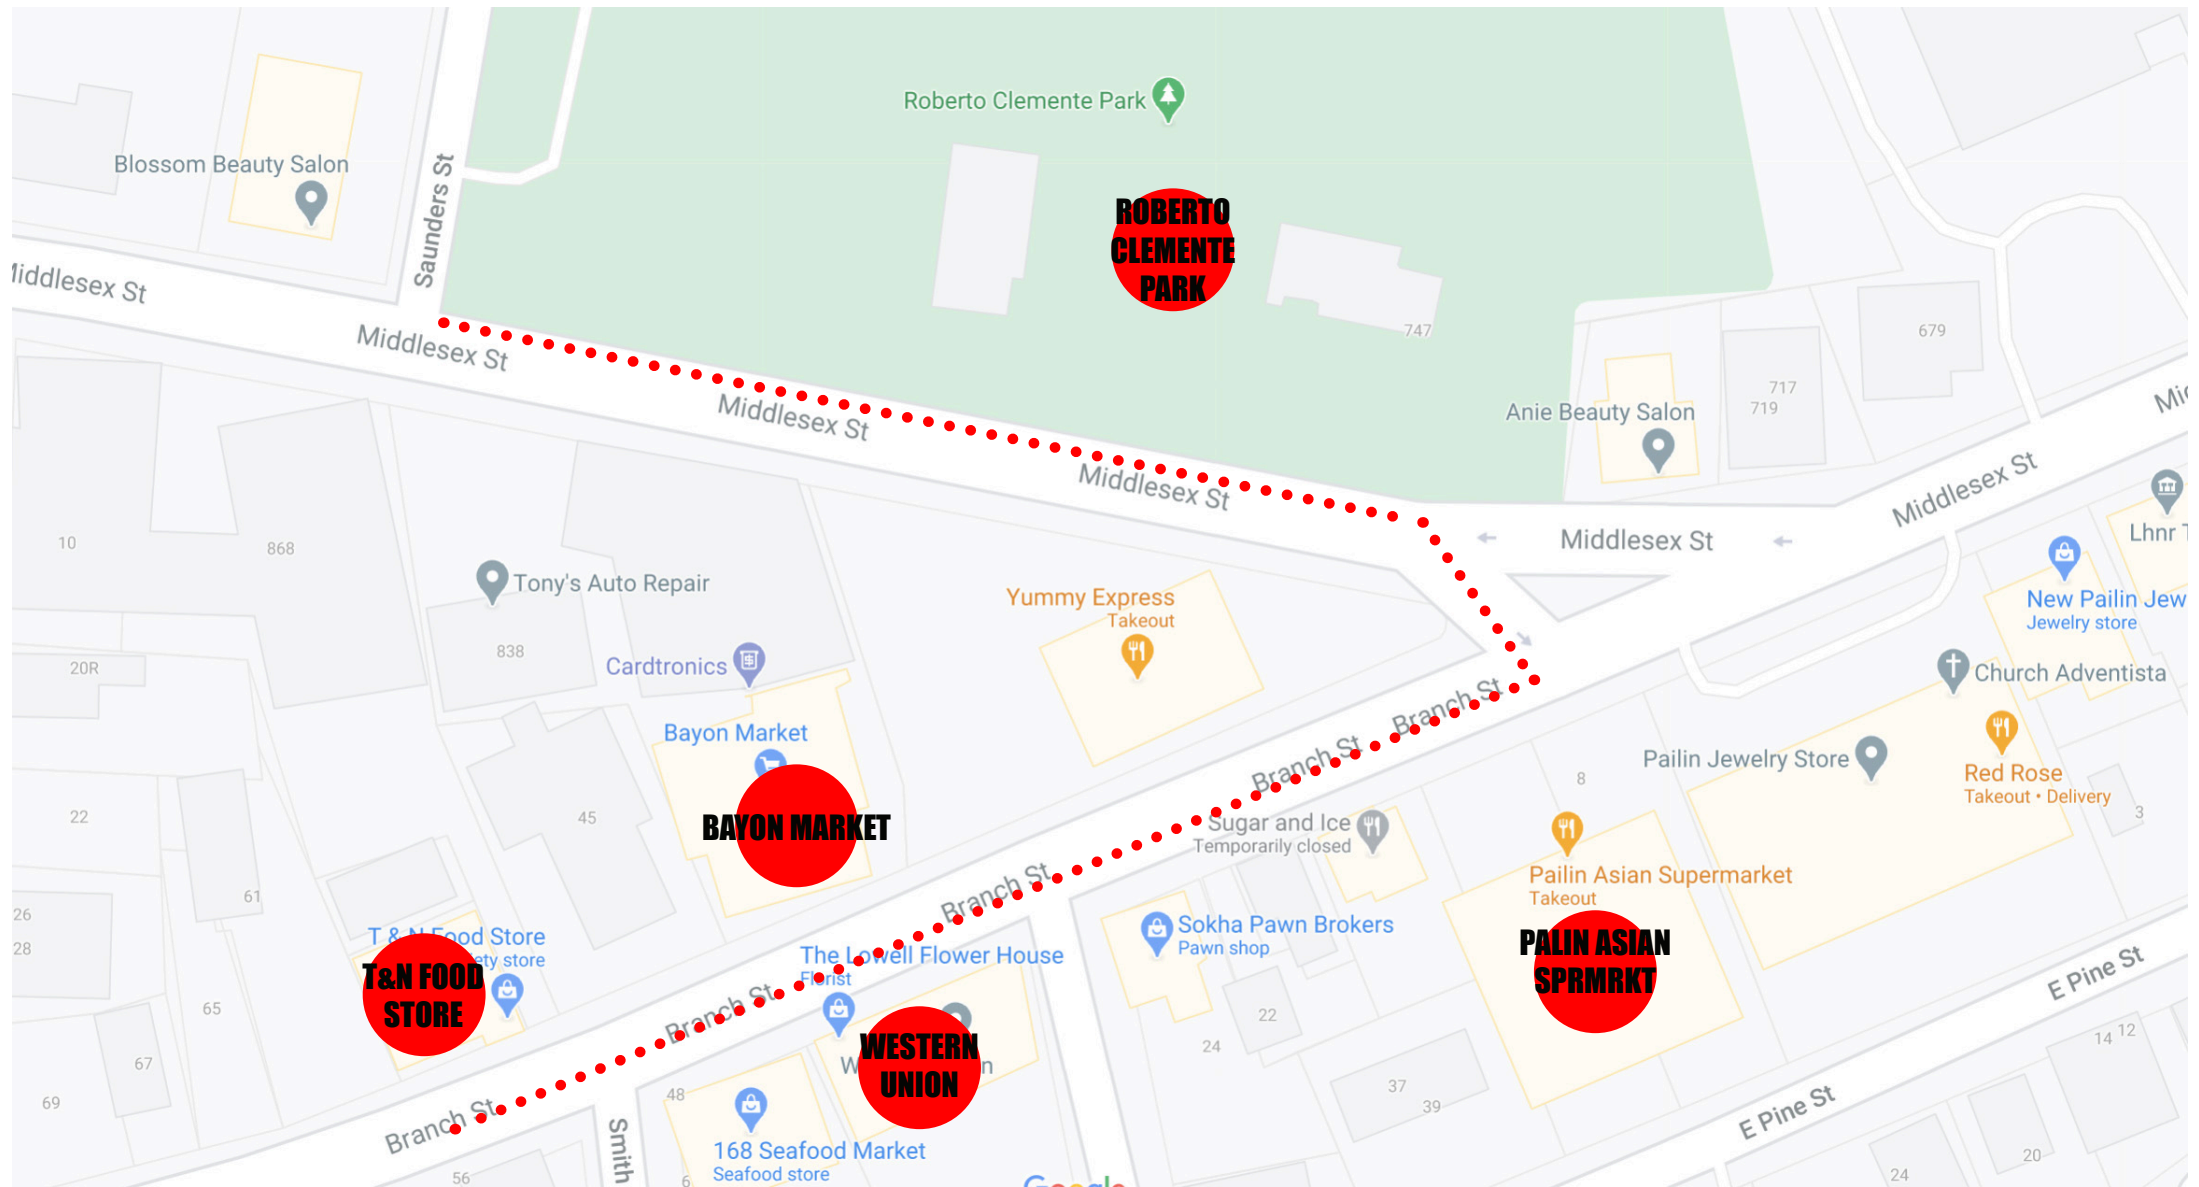 Roberto Clemente Park
Blossom Beauty Salon
Saunders St
ROBERTO
CLEMENTE
PARK
Middlesex St
Middlesex St
747
679
717
719
Anie Beauty Salon
Middlesex St
Middlesex St
Middlesex St
Middlesex St
10
868
Tony's Auto Repair
Yummy Express
Takeout
New Pailin Jew
Jewelry store
838
20R
Cardtronics
Church Adventista
Branch St
Bayon Market
Branch St
Pailin Jewelry Store
8
Red Rose
Takeout • Delivery
3
22
45
BAYON MARKET
Sugar and Ice
Temporarily closed
Pailin Asian Supermarket
Takeout
61
Branch St
26
28
T & N Food Store
Sokha Pawn Brokers
Pawn shop
PALIN ASIAN
SPRMRKT
The Lowell Flower House
Florist
T&N FOOD
STORE
E Pine St
65
Branch St
22
24
14
12
WESTERN
UNION
67
69
48
37
39
Branch St
E Pine St
Smith
168 Seafood Market
Seafood store
56
24
20
Google